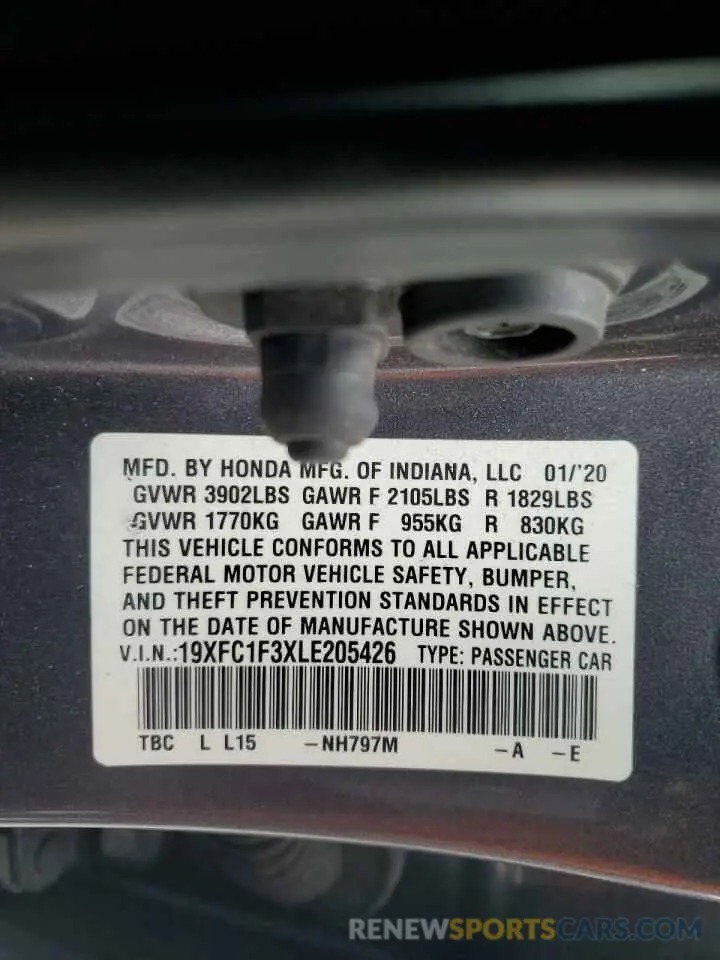 MFD. BY HONDA MFG. OF INDIANA, LLC 01/'20
GVWR 3902LBS GAWR F 2105LBS R 1829LBS
GVWR 1770KG GAWR F 955KG R 830KG
THIS VEHICLE CONFORMS TO ALL APPLICABLE
FEDERAL MOTOR VEHICLE SAFETY, BUMPER,
AND THEFT PREVENTION STANDARDS IN EFFECT
ON THE DATE OF MANUFACTURE SHOWN ABOVE.
V.I.N.:19XFC1F3XLE205426 TYPE: PASSENGER CAR
TBC L L15 -NH797M -A -E
RENEWSPORTSCARS.COM